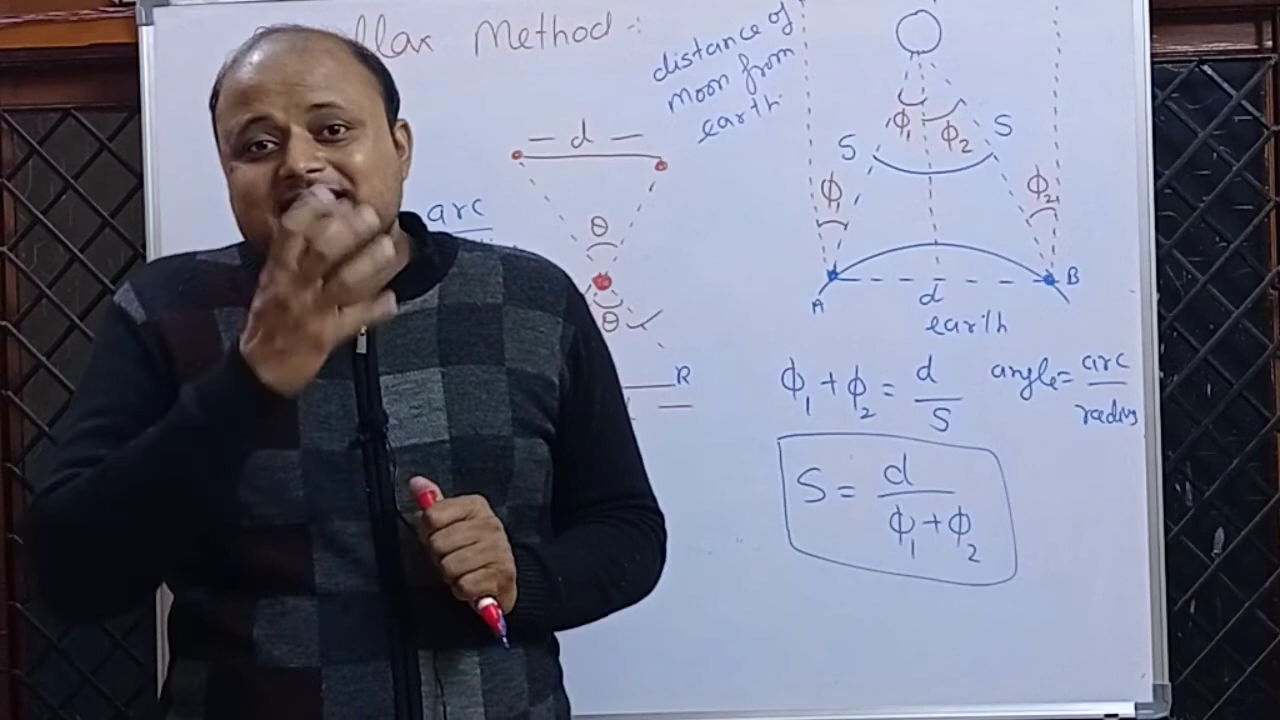 Method :-
distance of
moon from
earth
— d —
arc
θ
θ
R
ϕ1
ϕ2
S
S
ϕ1
ϕ2
A
B
d
earth
ϕ1 + ϕ2 = d/S
angle = arc/radius
S = d/(ϕ1 + ϕ2)